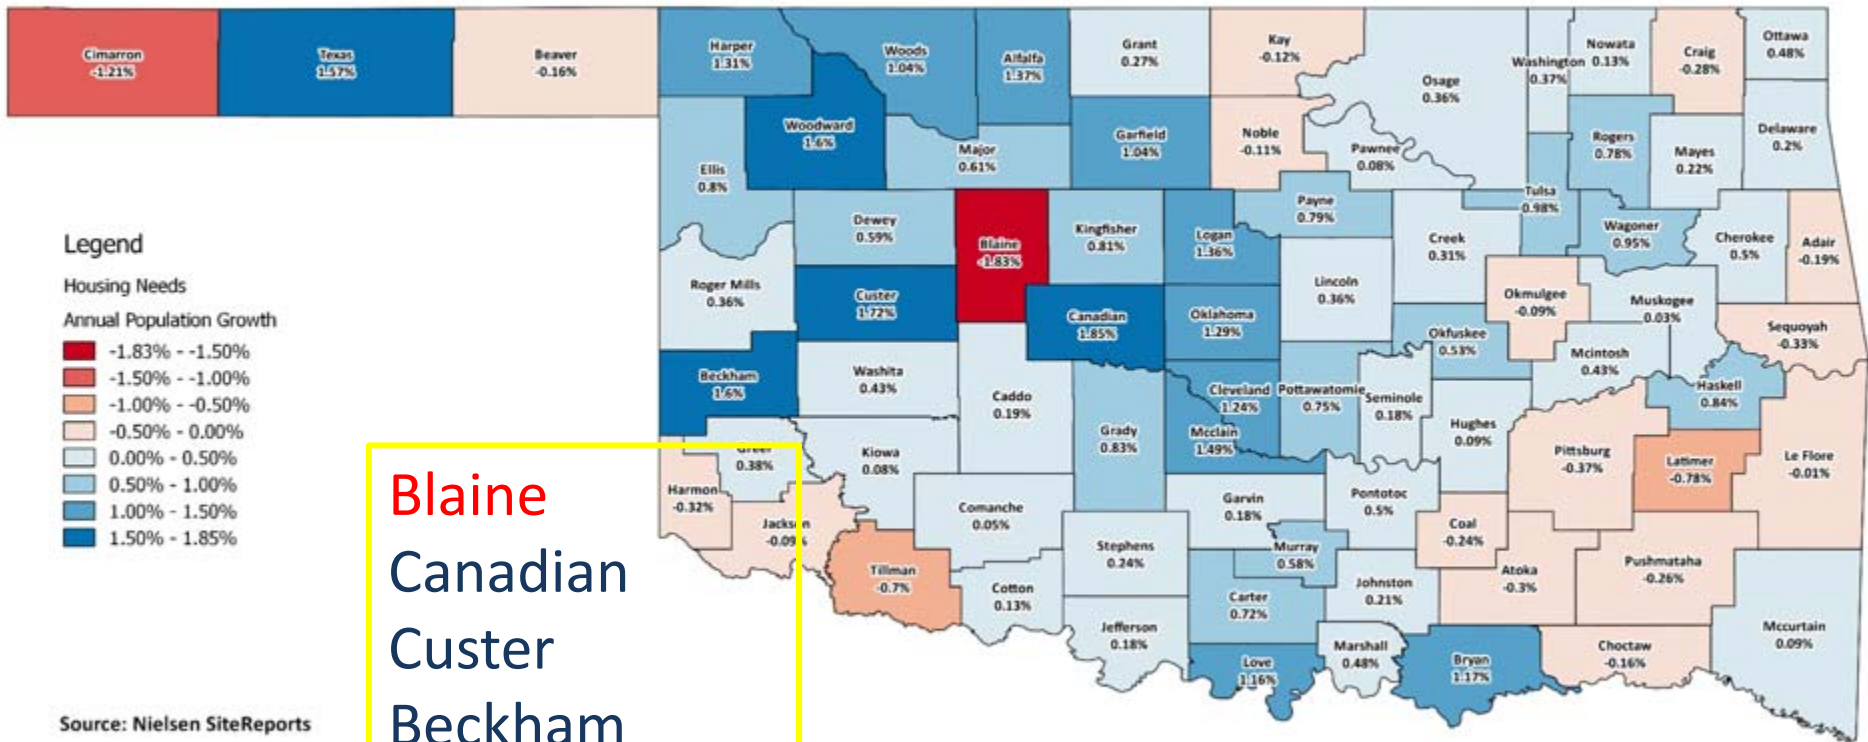 Cimarron
-1.21%
Texas
1.57%
Beaver
-0.16%
Harper
1.31%
Woods
1.04%
Alfalfa
1.37%
Grant
0.27%
Kay
-0.12%
Osage
0.36%
Washington
0.37%
Nowata
0.13%
Craig
-0.28%
Ottawa
0.48%
Ellis
0.8%
Woodward
1.6%
Major
0.61%
Garfield
1.04%
Noble
-0.11%
Pawnee
0.08%
Rogers
0.78%
Mayes
0.22%
Delaware
0.2%
Dewey
0.59%
Blaine
-1.83%
Kingfisher
0.81%
Logan
1.36%
Payne
0.79%
Creek
0.31%
Tulsa
0.98%
Wagoner
0.95%
Cherokee
0.5%
Adair
-0.19%
Roger Mills
0.36%
Custer
1.72%
Canadian
1.85%
Oklahoma
1.29%
Lincoln
0.36%
Okmulgee
-0.09%
Muskogee
0.03%
Sequoyah
-0.33%
Okfuskee
0.53%
Mcintosh
0.43%
Beckham
1.6%
Washita
0.43%
Caddo
0.19%
Grady
0.83%
Cleveland
1.24%
Pottawatomie
0.75%
Seminole
0.18%
Hughes
0.09%
Haskell
0.84%
Mcclain
1.49%
Pittsburg
-0.37%
Latimer
-0.78%
Le Flore
-0.01%
Greer
0.38%
Kiowa
0.08%
Harmon
-0.32%
Jackson
-0.09%
Comanche
0.05%
Garvin
0.18%
Pontotoc
0.5%
Coal
-0.24%
Tillman
-0.7%
Cotton
0.13%
Stephens
0.24%
Murray
0.58%
Carter
0.72%
Johnston
0.21%
Atoka
-0.3%
Pushmataha
-0.26%
Jefferson
0.18%
Love
1.16%
Marshall
0.48%
Bryan
1.17%
Choctaw
-0.16%
Mccurtain
0.09%
Legend
Housing Needs
Annual Population Growth
-1.83% - -1.50%
-1.50% - -1.00%
-1.00% - -0.50%
-0.50% - 0.00%
0.00% - 0.50%
0.50% - 1.00%
1.00% - 1.50%
1.50% - 1.85%
Blaine
Canadian
Custer
Beckham
Source: Nielsen SiteReports